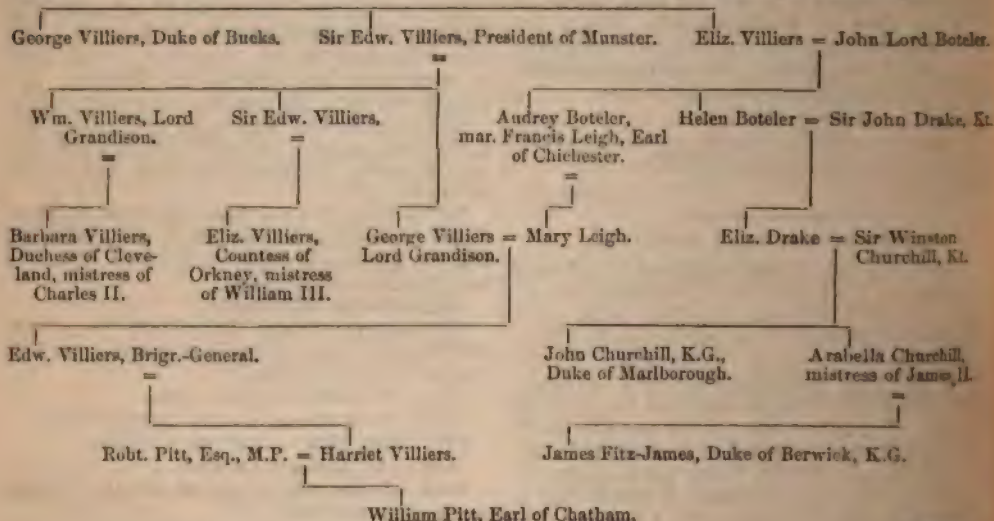 George Villiers, Duke of Bucks. Sir Edw. Villiers, President of Munster. Eliz. Villiers = John Lord Boteler.
=
Wm. Villiers, Lord Grandison. Sir Edw. Villiers. Audrey Boteler, mar. Francis Leigh, Earl of Chichester. Helen Boteler = Sir John Drake, Kt.
= = =
Barbara Villiers, Duchess of Cleve-
land, mistress of
Charles II.
Eliz. Villiers,
Countess of
Orkney, mistress
of William III.
George Villiers = Mary Leigh.
Lord Grandison.
Eliz. Drake = Sir Winston
Churchill, Kt.
Edw. Villiers, Brigr.-General.
=
John Churchill, K.G.,
Duke of Marlborough.
Arabella Churchill,
mistress of James II.
=
Robt. Pitt, Esq., M.P. = Harriet Villiers.
James Fitz-James, Duke of Berwick, K.G.
William Pitt, Earl of Chatham.